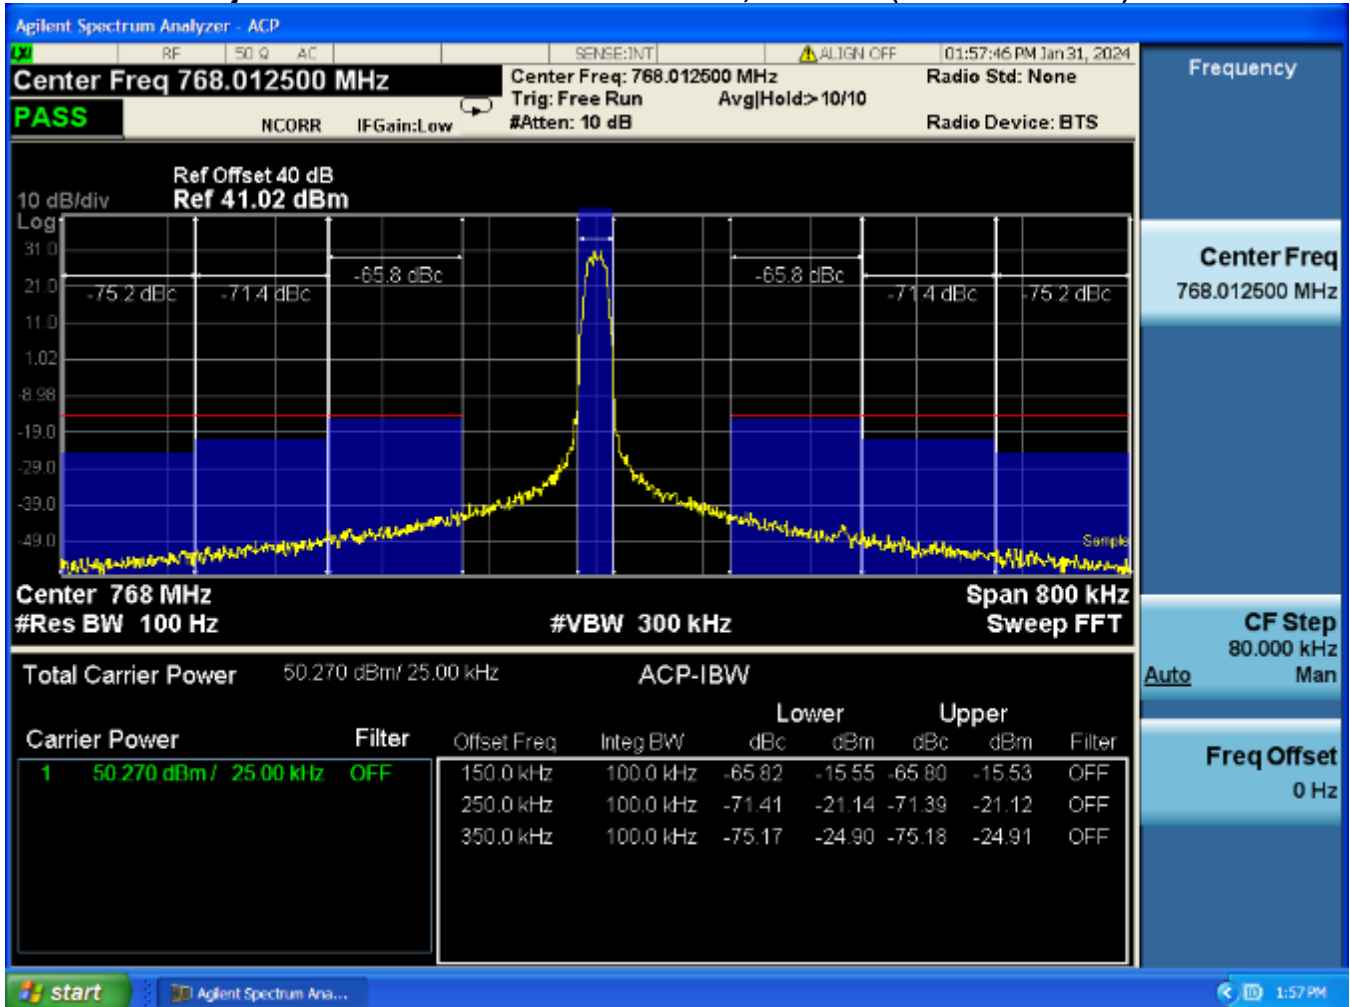 Agilent Spectrum Analyzer - ACP
LXI RF 50 Ω AC SENSE:INT ALIGN OFF 01:57:46 PM Jan 31, 2024
Center Freq 768.012500 MHz
Center Freq: 768.012500 MHz
Radio Std: None
Trig: Free Run Avg|Hold:> 10/10
PASS
NCORR IFGain:Low
#Atten: 10 dB
Radio Device: BTS
Ref Offset 40 dB
10 dB/div Ref 41.02 dBm
Log
31.0
21.0
11.0
1.02
-8.98
-19.0
-29.0
-39.0
-49.0
-75.2 dBc -71.4 dBc -65.8 dBc -65.8 dBc -71.4 dBc -75.2 dBc
Sample
Center 768 MHz Span 800 kHz
#Res BW 100 Hz #VBW 300 kHz Sweep FFT
Total Carrier Power 50.270 dBm/ 25.00 kHz ACP-IBW
Lower Upper
Carrier Power Filter Offset Freq Integ BW dBc dBm dBc dBm Filter
1 50.270 dBm / 25.00 kHz OFF 150.0 kHz 100.0 kHz -65.82 -15.55 -65.80 -15.53 OFF
250.0 kHz 100.0 kHz -71.41 -21.14 -71.39 -21.12 OFF
350.0 kHz 100.0 kHz -75.17 -24.90 -75.18 -24.91 OFF
Frequency
Center Freq
768.012500 MHz
CF Step
80.000 kHz
Auto Man
Freq Offset
0 Hz
start Agilent Spectrum Ana... 1:57 PM